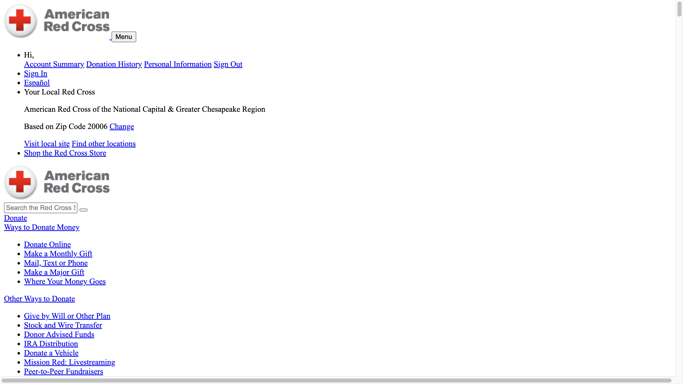 American
Red Cross
Menu
Hi,
Account Summary Donation History Personal Information Sign Out
Sign In
Español
Your Local Red Cross
American Red Cross of the National Capital & Greater Chesapeake Region
Based on Zip Code 20006 Change
Visit local site Find other locations
Shop the Red Cross Store
American
Red Cross
Search the Red Cross
Donate
Ways to Donate Money
Donate Online
Make a Monthly Gift
Mail, Text or Phone
Make a Major Gift
Where Your Money Goes
Other Ways to Donate
Give by Will or Other Plan
Stock and Wire Transfer
Donor Advised Funds
IRA Distribution
Donate a Vehicle
Mission Red: Livestreaming
Peer-to-Peer Fundraisers